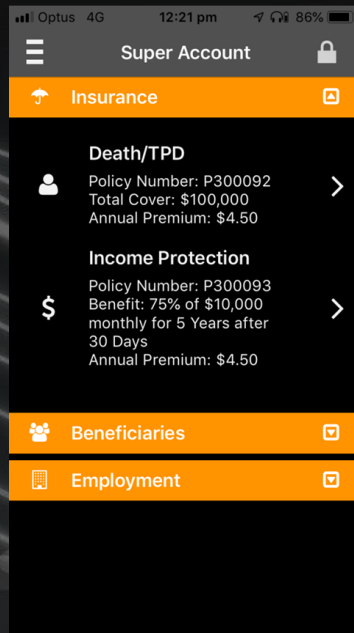 Optus 4G 12:21 pm 86%
Super Account
Insurance
Death/TPD
Policy Number: P300092
Total Cover: $100,000
Annual Premium: $4.50
Income Protection
Policy Number: P300093
Benefit: 75% of $10,000
monthly for 5 Years after
30 Days
Annual Premium: $4.50
Beneficiaries
Employment